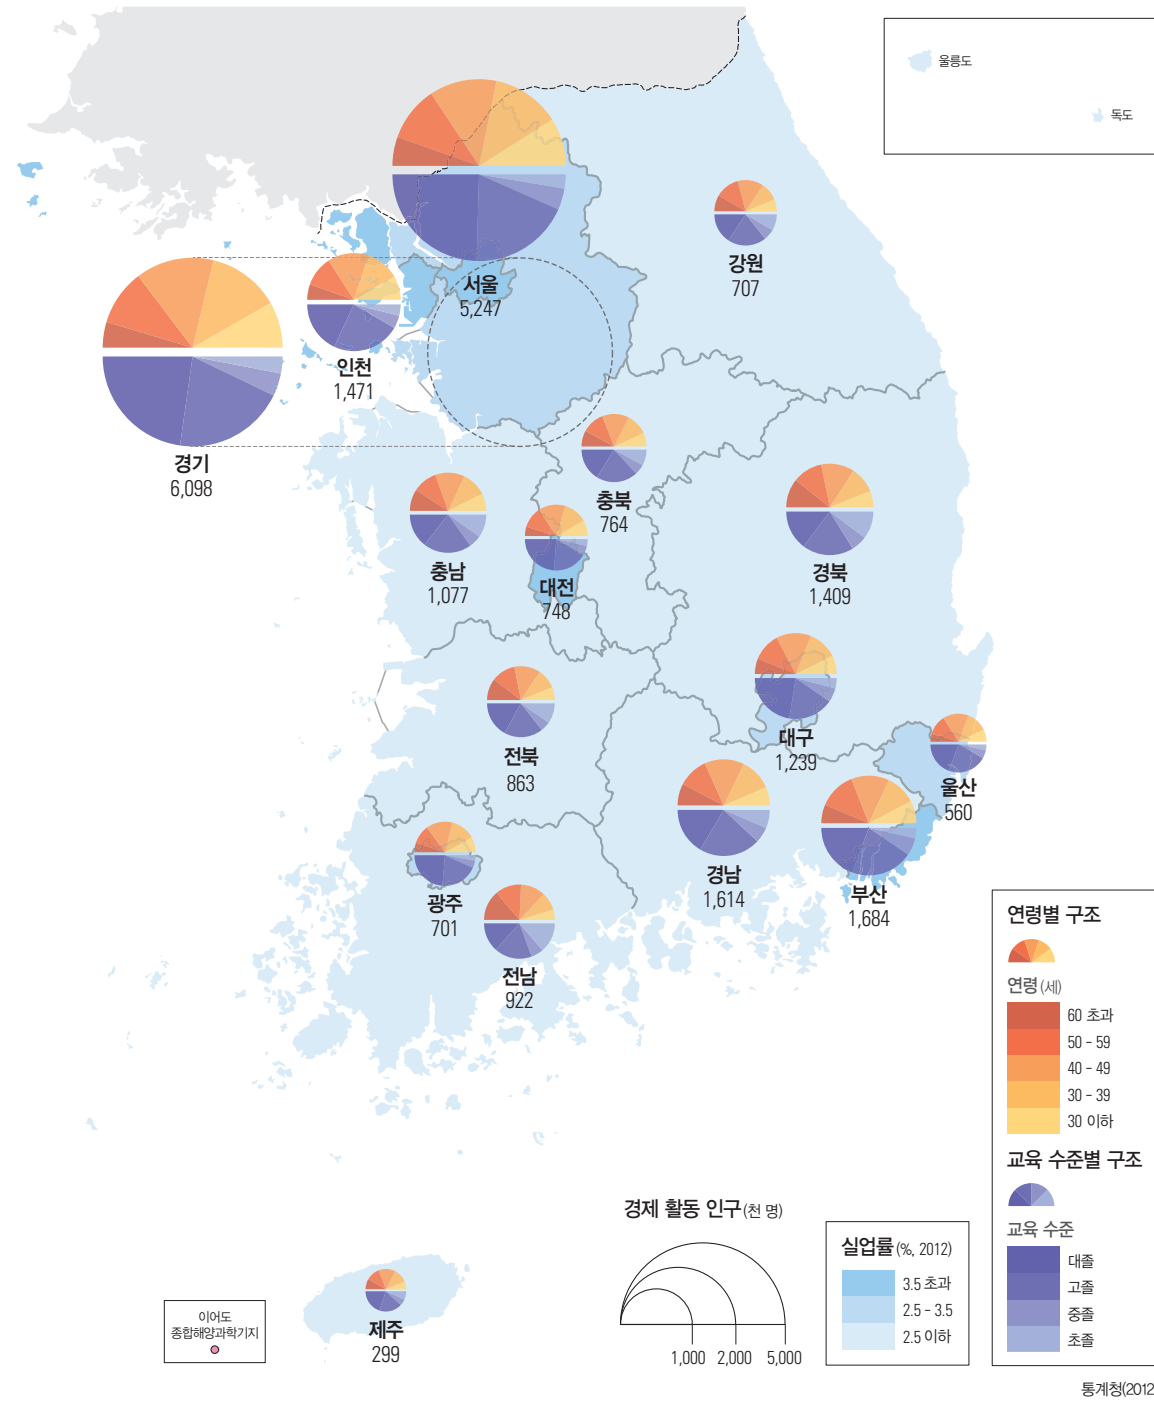 울릉도
독도
강원
707
서울
5,247
인천
1,471
경기
6,098
충북
764
충남
1,077
대전
748
경북
1,409
대구
1,239
전북
863
울산
560
경남
1,614
부산
1,684
광주
701
전남
922
제주
299
이어도
종합해양과학기지
경제 활동 인구(천 명)
1,000 2,000 5,000
실업률(%, 2012)
3.5 초과
2.5 - 3.5
2.5 이하
연령별 구조
연령(세)
60 초과
50 - 59
40 - 49
30 - 39
30 이하
교육 수준별 구조
교육 수준
대졸
고졸
중졸
초졸
통계청(2012